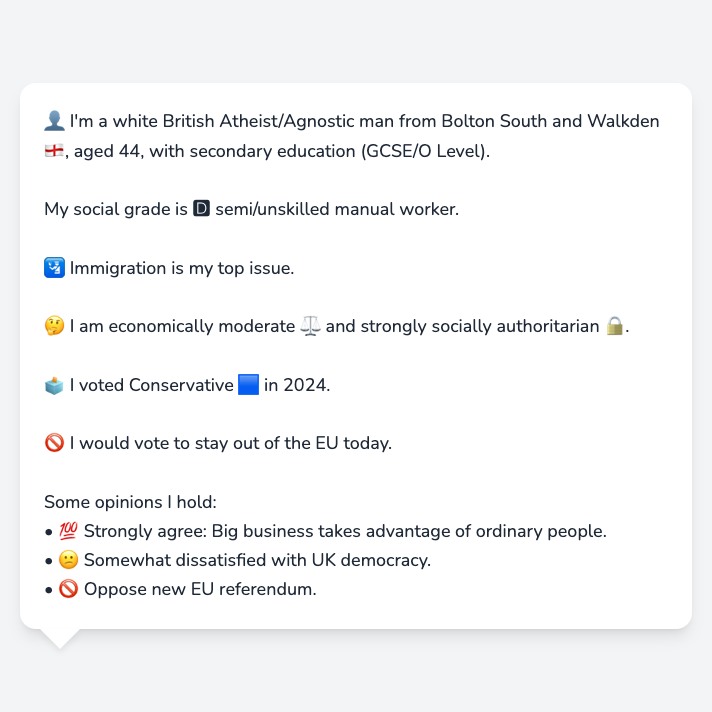 👤 I'm a white British Atheist/Agnostic man from Bolton South and Walkden
🏴󠁧󠁢󠁥󠁮󠁧󠁿, aged 44, with secondary education (GCSE/O Level).
My social grade is 🅳 semi/unskilled manual worker.
🛂 Immigration is my top issue.
🤔 I am economically moderate ⚖️ and strongly socially authoritarian 🔒.
🗳️ I voted Conservative 🟦 in 2024.
🚫 I would vote to stay out of the EU today.
Some opinions I hold:
• 💯 Strongly agree: Big business takes advantage of ordinary people.
• 🙁 Somewhat dissatisfied with UK democracy.
• 🚫 Oppose new EU referendum.